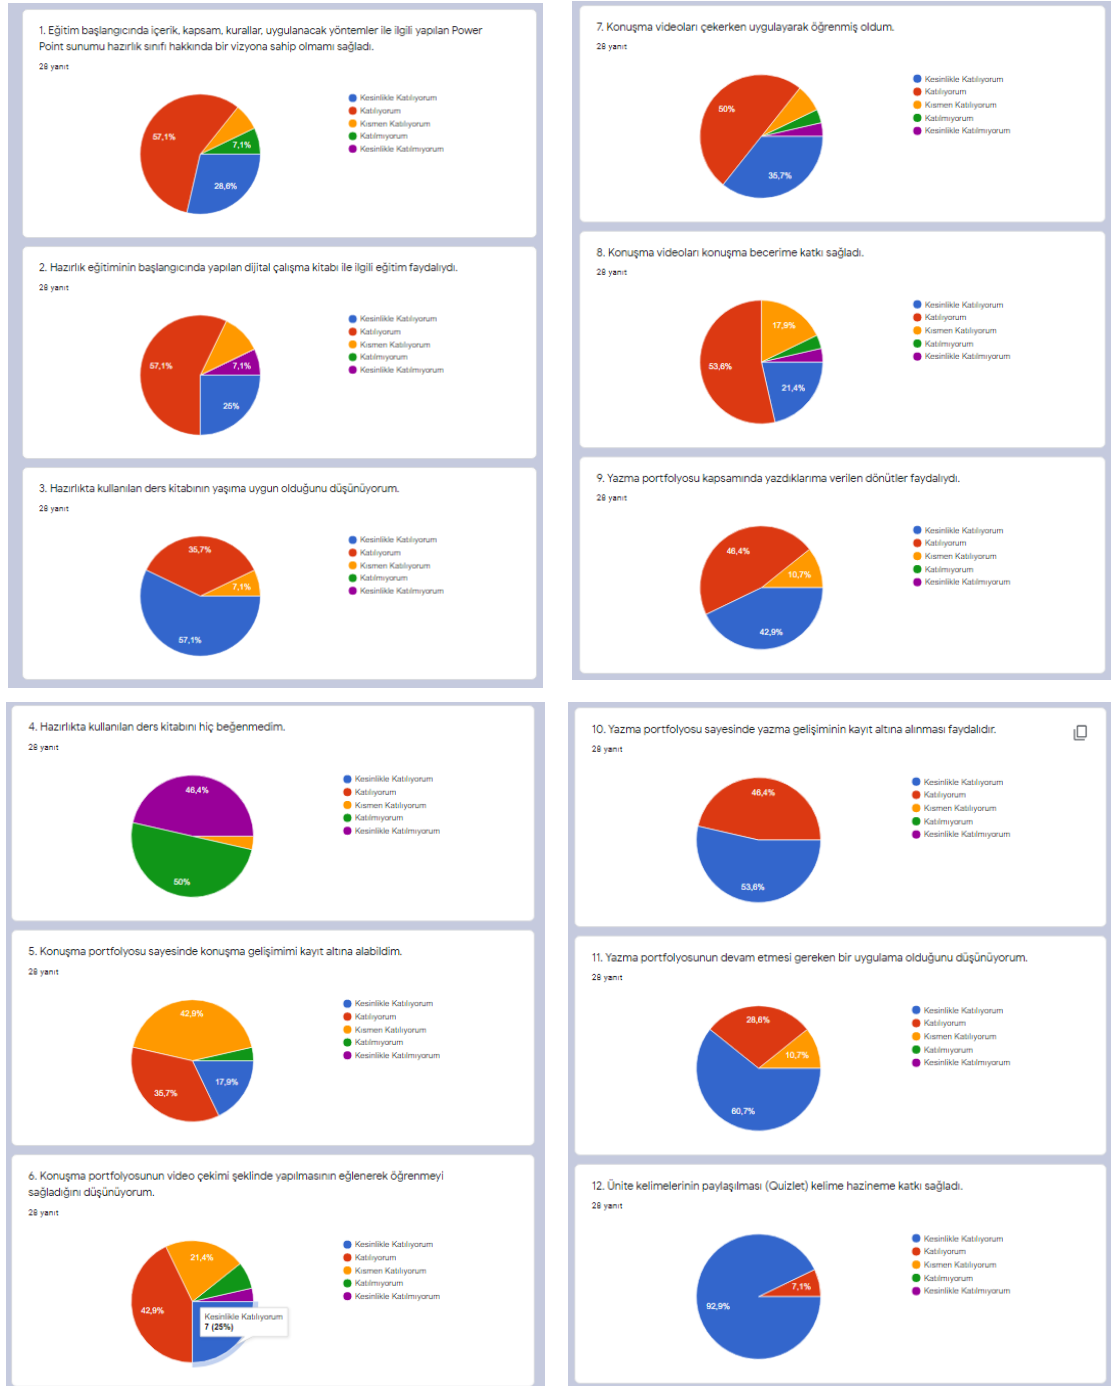 1. Eğitim başlangıcında içerik, kapsam, kurallar, uygulanacak yöntemler ile ilgili yapılan Power
Point sunumu hazırlık sınıfı hakkında bir vizyona sahip olmamı sağladı.
28 yanıt
Kesinlikle Katılıyorum
Katılıyorum
Kısmen Katılıyorum
Katılmıyorum
Kesinlikle Katılmıyorum
57,1%
7,1%
28,6%
2. Hazırlık eğitiminin başlangıcında yapılan dijital çalışma kitabı ile ilgili eğitim faydalıydı.
28 yanıt
Kesinlikle Katılıyorum
Katılıyorum
Kısmen Katılıyorum
Katılmıyorum
Kesinlikle Katılmıyorum
57,1%
7,1%
25%
3. Hazırlıkta kullanılan ders kitabının yaşıma uygun olduğunu düşünüyorum.
28 yanıt
Kesinlikle Katılıyorum
Katılıyorum
Kısmen Katılıyorum
Katılmıyorum
Kesinlikle Katılmıyorum
35,7%
7,1%
57,1%
4. Hazırlıkta kullanılan ders kitabını hiç beğenmedim.
28 yanıt
Kesinlikle Katılıyorum
Katılıyorum
Kısmen Katılıyorum
Katılmıyorum
Kesinlikle Katılmıyorum
46,4%
50%
5. Konuşma portfolyosu sayesinde konuşma gelişimimi kayıt altına alabildim.
28 yanıt
Kesinlikle Katılıyorum
Katılıyorum
Kısmen Katılıyorum
Katılmıyorum
Kesinlikle Katılmıyorum
42,9%
17,9%
35,7%
6. Konuşma portfolyosunun video çekimi şeklinde yapılmasının eğlenerek öğrenmeyi
sağladığını düşünüyorum.
28 yanıt
Kesinlikle Katılıyorum
Katılıyorum
Kısmen Katılıyorum
Katılmıyorum
Kesinlikle Katılmıyorum
21,4%
42,9%
Kesinlikle Katılıyorum
7 (25%)
7. Konuşma videoları çekerken uygulayarak öğrenmiş oldum.
28 yanıt
Kesinlikle Katılıyorum
Katılıyorum
Kısmen Katılıyorum
Katılmıyorum
Kesinlikle Katılmıyorum
50%
35,7%
8. Konuşma videoları konuşma becerime katkı sağladı.
28 yanıt
Kesinlikle Katılıyorum
Katılıyorum
Kısmen Katılıyorum
Katılmıyorum
Kesinlikle Katılmıyorum
17,9%
53,6%
21,4%
9. Yazma portfolyosu kapsamında yazdıklarıma verilen dönütler faydalıydı.
28 yanıt
Kesinlikle Katılıyorum
Katılıyorum
Kısmen Katılıyorum
Katılmıyorum
Kesinlikle Katılmıyorum
46,4%
10,7%
42,9%
10. Yazma portfolyosu sayesinde yazma gelişiminin kayıt altına alınması faydalıdır.
28 yanıt
Kesinlikle Katılıyorum
Katılıyorum
Kısmen Katılıyorum
Katılmıyorum
Kesinlikle Katılmıyorum
46,4%
53,6%
11. Yazma portfolyosunun devam etmesi gereken bir uygulama olduğunu düşünüyorum.
28 yanıt
Kesinlikle Katılıyorum
Katılıyorum
Kısmen Katılıyorum
Katılmıyorum
Kesinlikle Katılmıyorum
28,6%
10,7%
60,7%
12. Ünite kelimelerinin paylaşılması (Quizlet) kelime hazineme katkı sağladı.
28 yanıt
Kesinlikle Katılıyorum
Katılıyorum
Kısmen Katılıyorum
Katılmıyorum
Kesinlikle Katılmıyorum
7,1%
92,9%